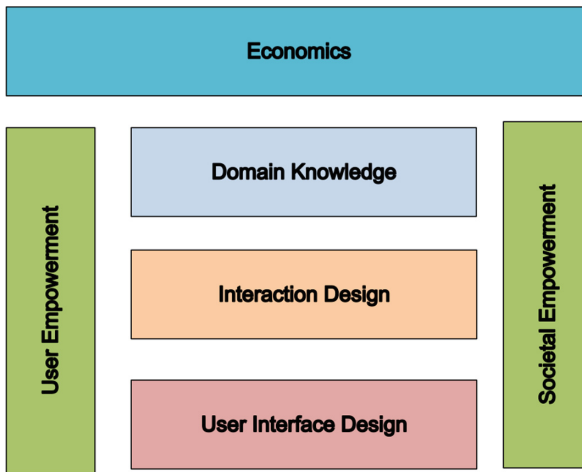 Economics
User Empowerment
Domain Knowledge
Interaction Design
User Interface Design
Societal Empowerment